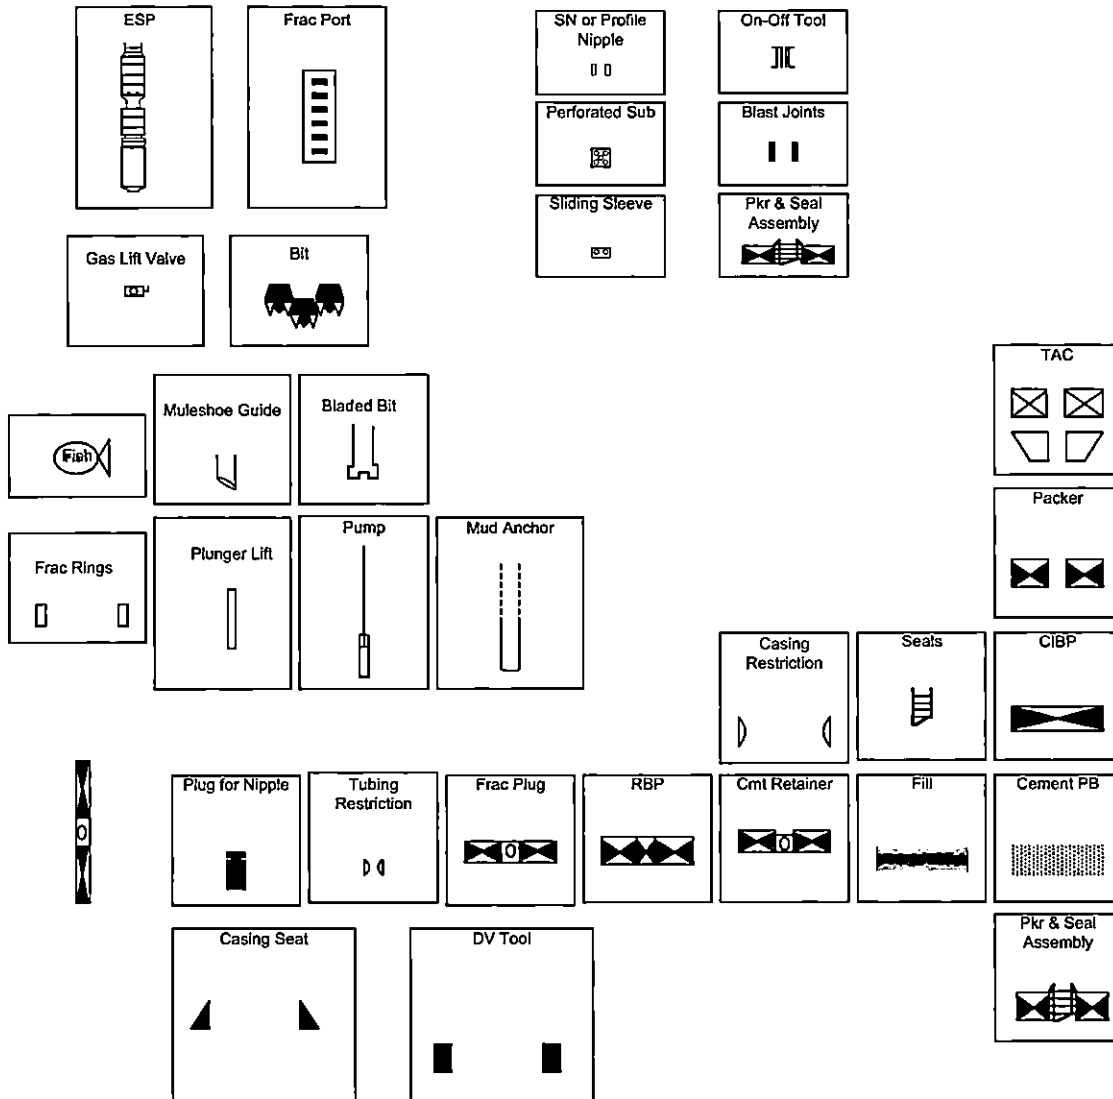 ESP
Frac Port
SN or Profile
Nipple
On-Off Tool
Perforated Sub
Blast Joints
Sliding Sleeve
Pkr & Seal
Assembly
Gas Lift Valve
Bit
TAC
Fish
Muleshoe Guide
Bladed Bit
Packer
Frac Rings
Plunger Lift
Pump
Mud Anchor
Casing
Restriction
Seals
CIBP
Plug for Nipple
Tubing
Restriction
Frac Plug
RBP
Cmt Retainer
Fill
Cement PB
Casing Seat
DV Tool
Pkr & Seal
Assembly